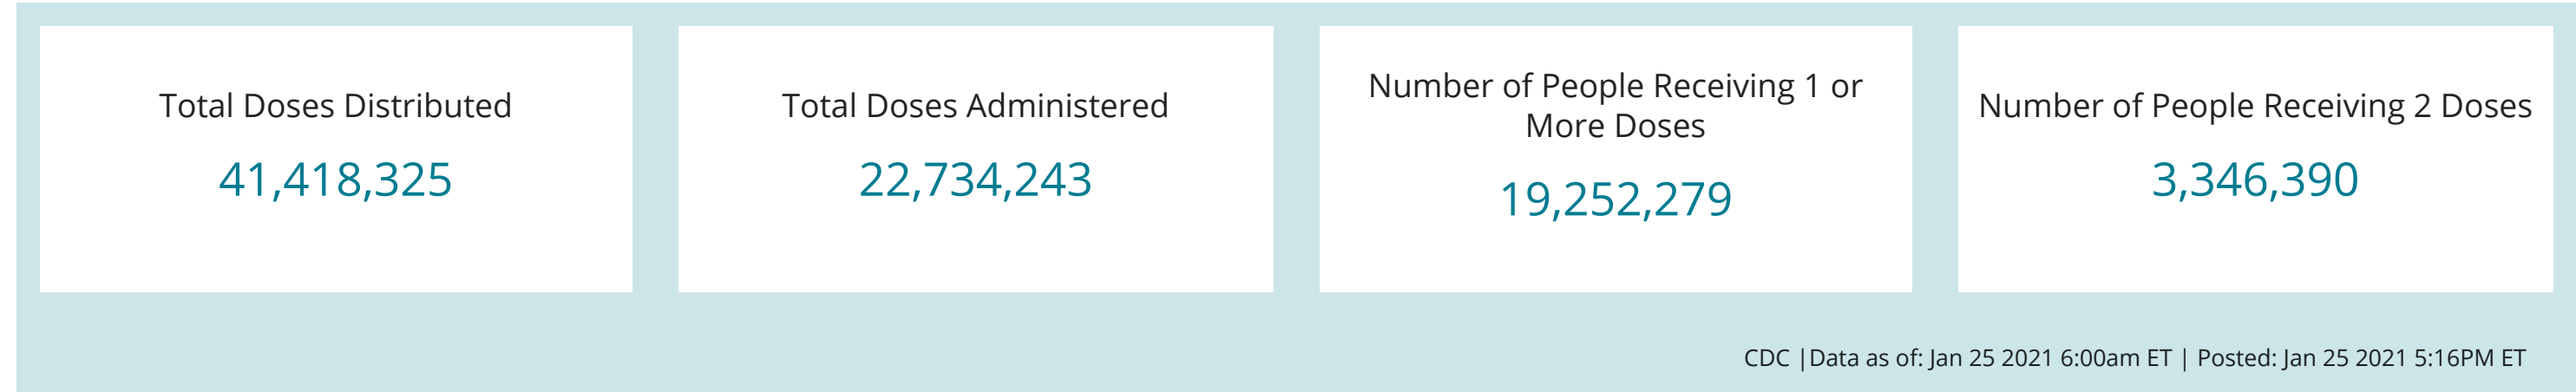 Total Doses Distributed
41,418,325
Total Doses Administered
22,734,243
Number of People Receiving 1 or
More Doses
19,252,279
Number of People Receiving 2 Doses
3,346,390
CDC |Data as of: Jan 25 2021 6:00am ET | Posted: Jan 25 2021 5:16PM ET